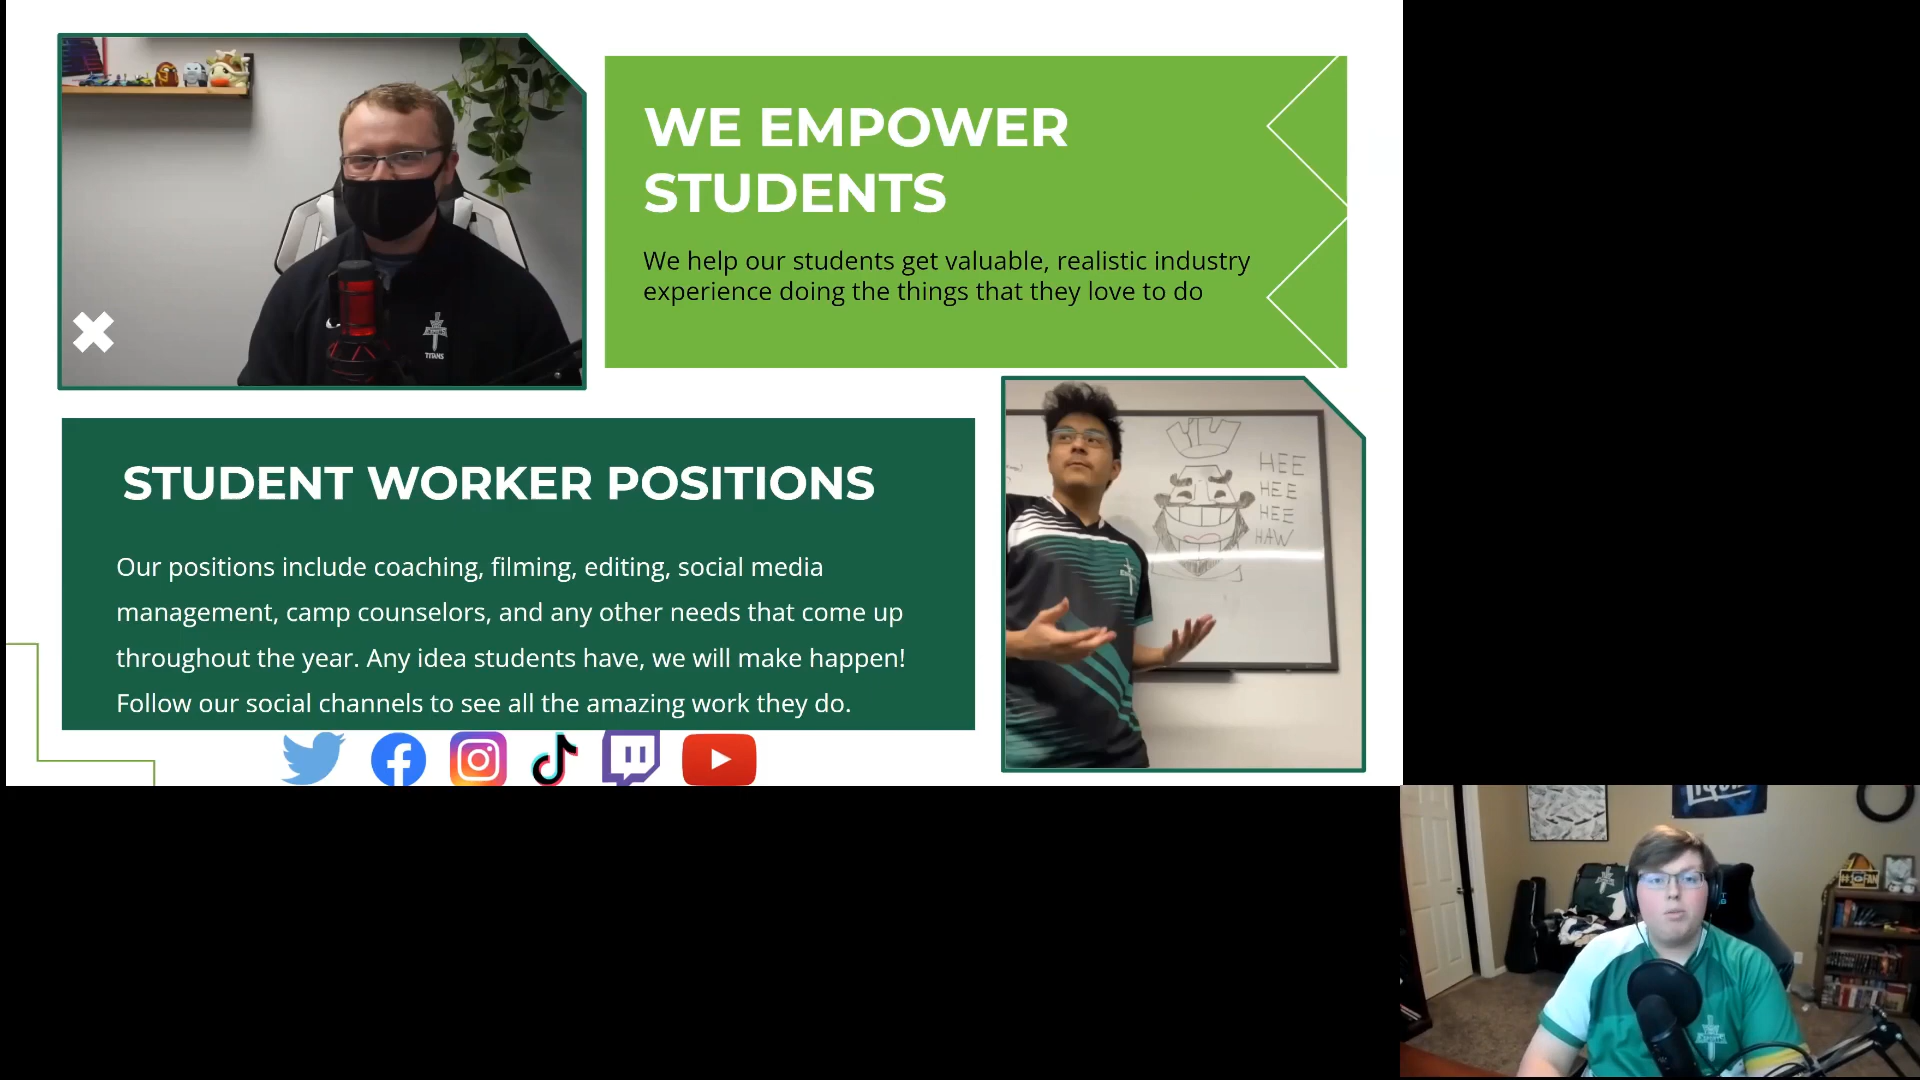 WE EMPOWER
STUDENTS
We help our students get valuable, realistic industry
experience doing the things that they love to do
TITANS
STUDENT WORKER POSITIONS
Our positions include coaching, filming, editing, social media
management, camp counselors, and any other needs that come up
throughout the year. Any idea students have, we will make happen!
Follow our social channels to see all the amazing work they do.
HEE
HEE
HEE
HAW